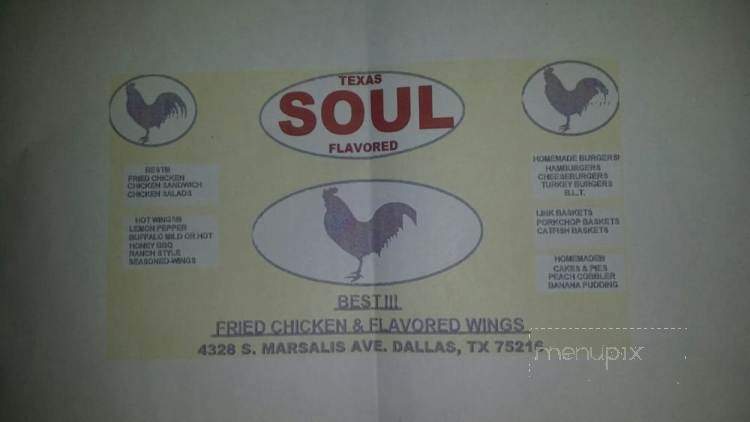 TEXAS
SOUL
FLAVORED
BEST!!!
FRIED CHICKEN
CHICKEN SANDWICH
CHICKEN SALADS
HOT WINGS!!!
LEMON PEPPER
BUFFALO MILD OR HOT
HONEY BBQ
RANCH STYLE
SEASONED-WINGS
HOMEMADE BURGERS!
HAMBURGERS
CHEESEBURGERS
TURKEY BURGERS
B.L.T.
LINK BASKETS
PORKCHOP BASKETS
CATFISH BASKETS
HOMEMADE!!
CAKES & PIES
PEACH COBBLER
BANANA PUDDING
BEST!!!
FRIED CHICKEN & FLAVORED WINGS
4328 S. MARSALIS AVE. DALLAS, TX 75216
menupix